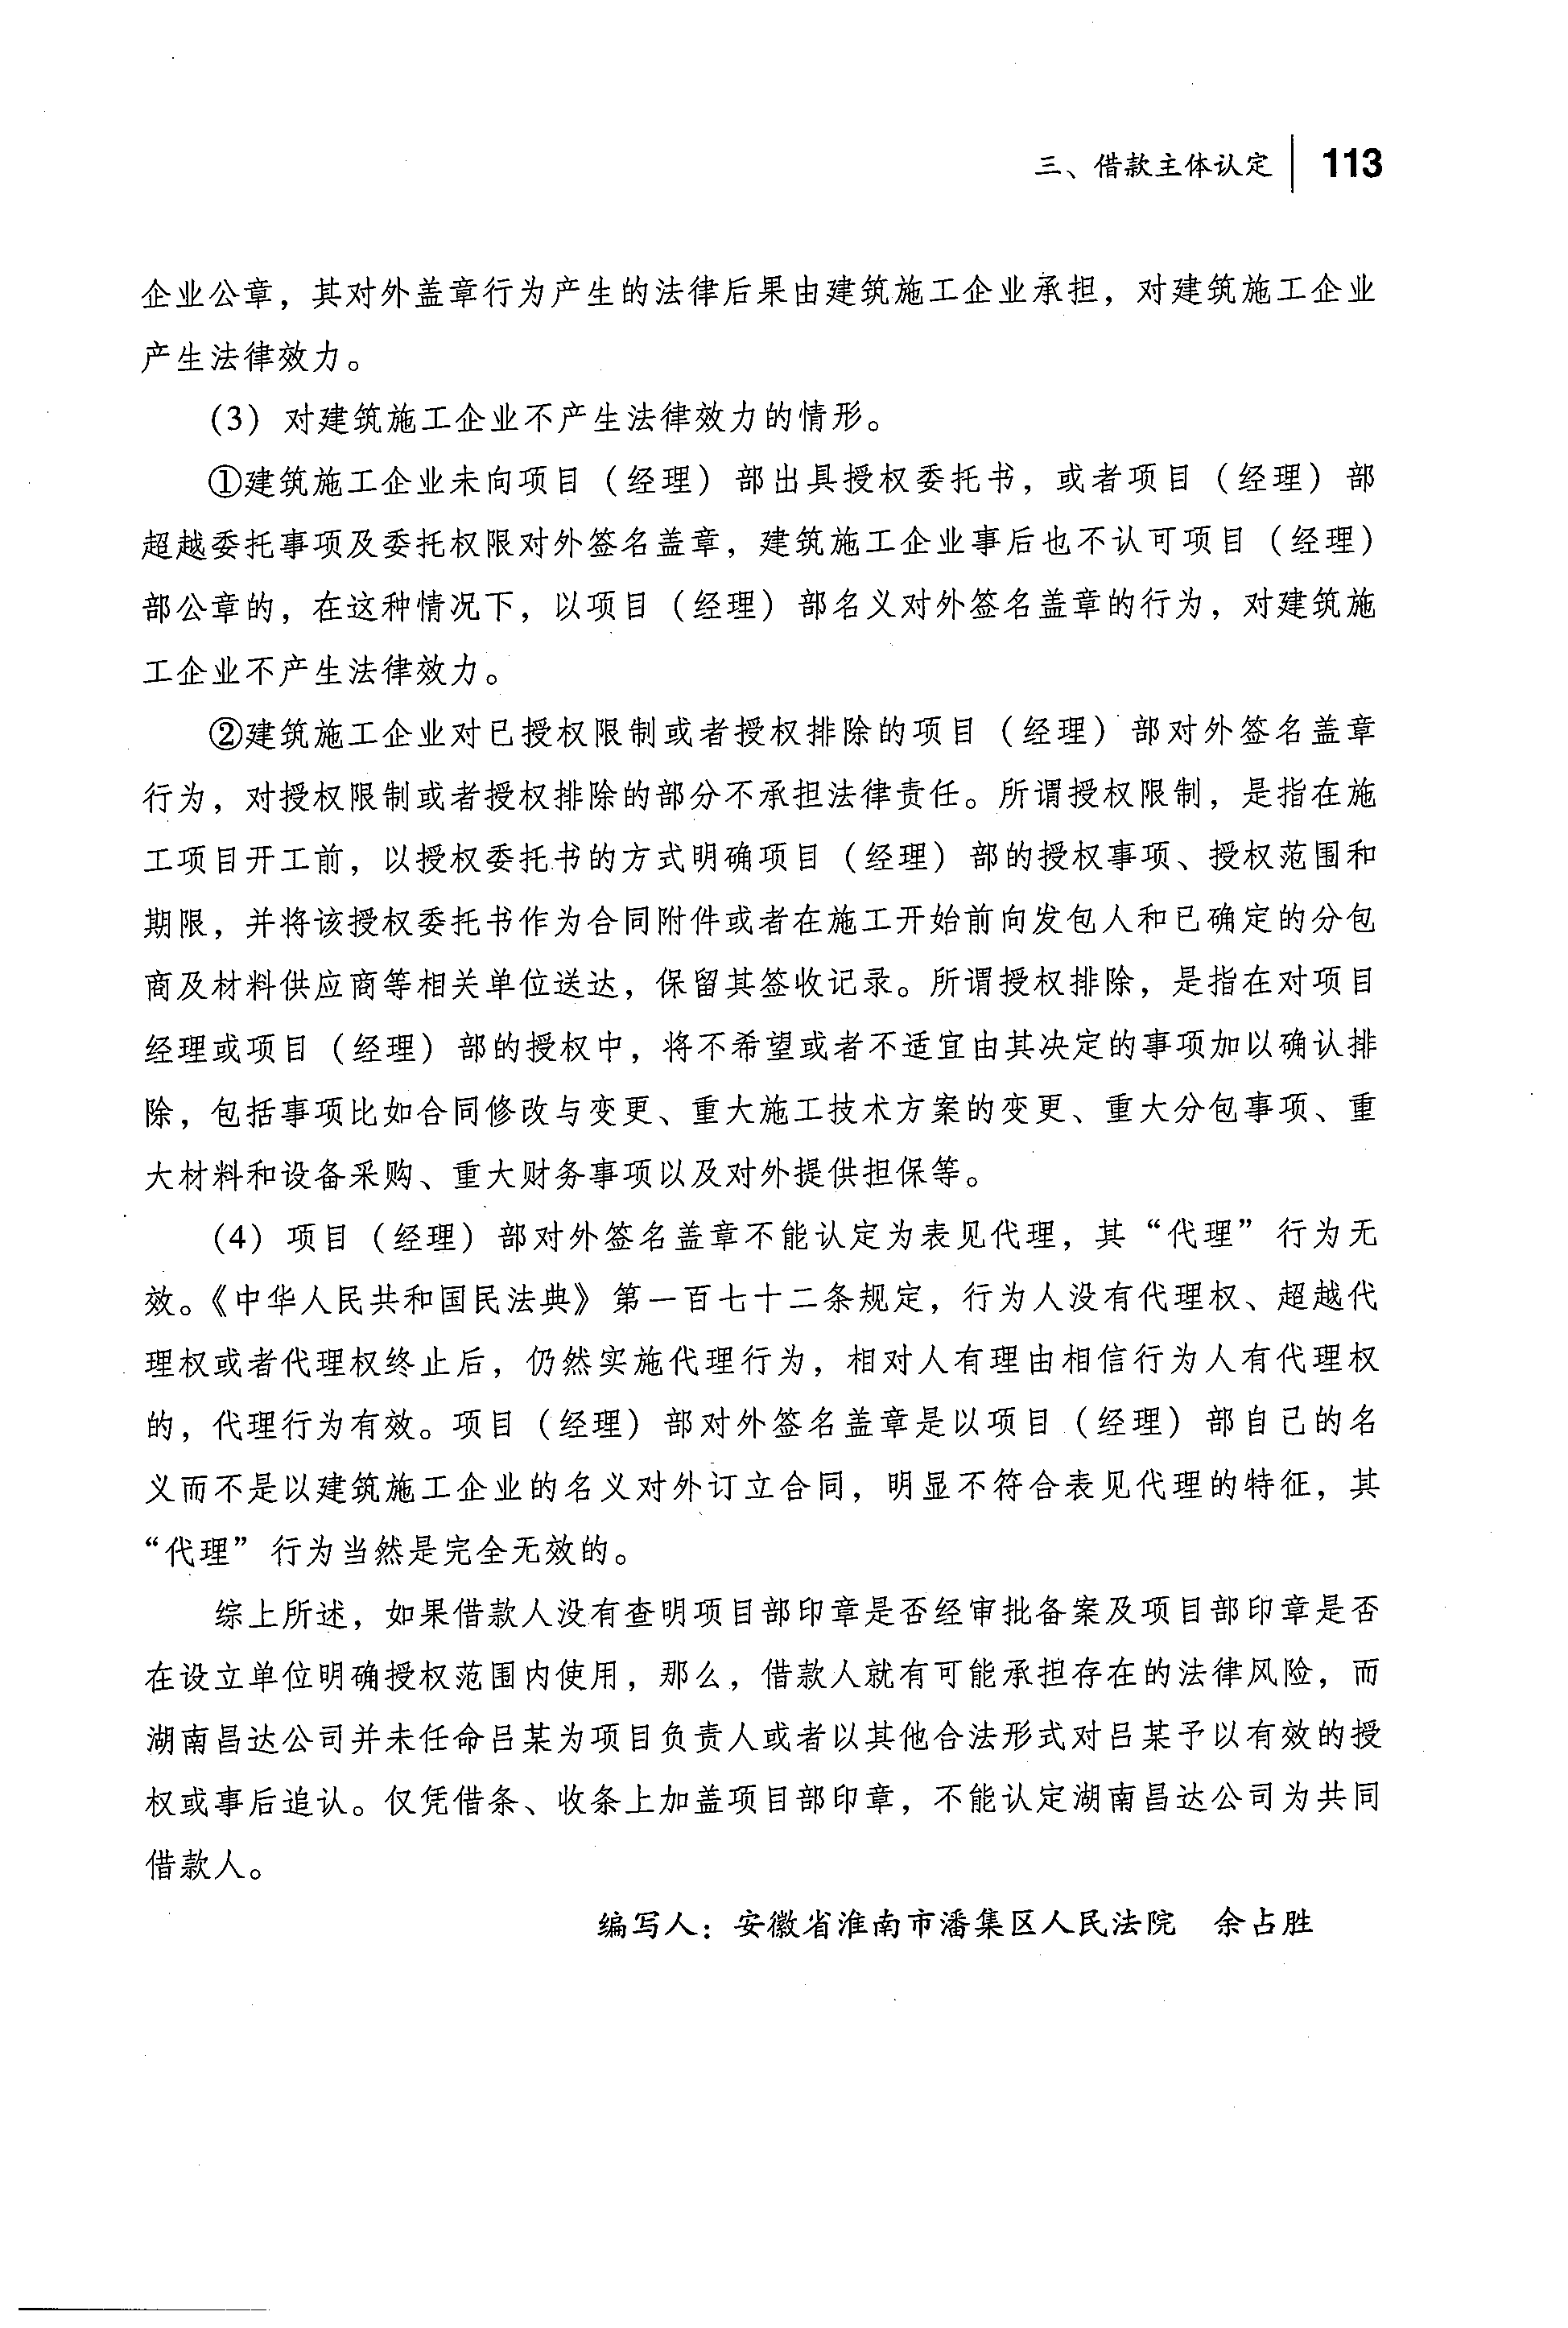 三、借款主体认定 113
企业公章，其对外盖章行为产生的法律后果由建筑施工企业承担，对建筑施工企业
产生法律效力。
（3）对建筑施工企业不产生法律效力的情形。
①建筑施工企业未向项目（经理）部出具授权委托书，或者项目（经理）部
超越委托事项及委托权限对外签名盖章，建筑施工企业事后也不认可项目（经理）
部公章的，在这种情况下，以项目（经理）部名义对外签名盖章的行为，对建筑施
工企业不产生法律效力。
②建筑施工企业对已授权限制或者授权排除的项目（经理）部对外签名盖章
行为，对授权限制或者授权排除的部分不承担法律责任。所谓授权限制，是指在施
工项目开工前，以授权委托书的方式明确项目（经理）部的授权事项、授权范围和
期限，并将该授权委托书作为合同附件或者在施工开始前向发包人和已确定的分包
商及材料供应商等相关单位送达，保留其签收记录。所谓授权排除，是指在对项目
经理或项目（经理）部的授权中，将不希望或者不适宜由其决定的事项加以确认排
除，包括事项比如合同修改与变更、重大施工技术方案的变更、重大分包事项、重
大材料和设备采购、重大财务事项以及对外提供担保等。
（4）项目（经理）部对外签名盖章不能认定为表见代理，其“代理”行为无
效。《中华人民共和国民法典》第一百七十二条规定，行为人没有代理权、超越代
理权或者代理权终止后，仍然实施代理行为，相对人有理由相信行为人有代理权
的，代理行为有效。项目（经理）部对外签名盖章是以项目（经理）部自己的名
义而不是以建筑施工企业的名义对外订立合同，明显不符合表见代理的特征，其
“代理”行为当然是完全无效的。
综上所述，如果借款人没有查明项目部印章是否经审批备案及项目部印章是否
在设立单位明确授权范围内使用，那么，借款人就有可能承担存在的法律风险，而
湖南昌达公司并未任命吕某为项目负责人或者以其他合法形式对吕某予以有效的授
权或事后追认。仅凭借条、收条上加盖项目部印章，不能认定湖南昌达公司为共同
借款人。
编写人：安徽省淮南市潘集区人民法院 余占胜